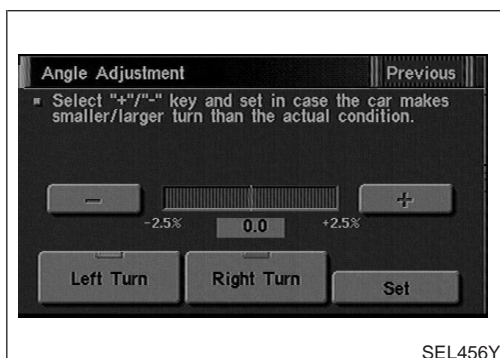 Angle Adjustment Previous
Select "+"/"-" key and set in case the car makes
smaller/larger turn than the actual condition.
- +
-2.5% 0.0 +2.5%
Left Turn Right Turn Set
SEL456Y